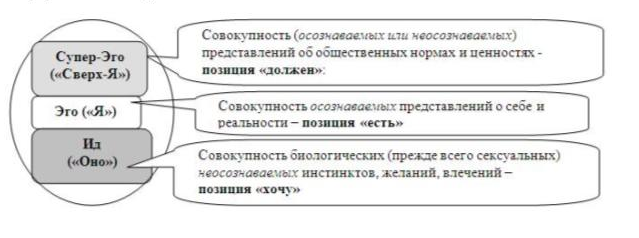 Супер-Эго
(«Сверх-Я»)
Совокупность (осознаваемых или неосознаваемых)
представлений об общественных нормах и ценностях -
позиция «должен»:
Эго («Я»)
Совокупность осознаваемых представлений о себе и
реальности – позиция «есть»
Ид
(«Оно»)
Совокупность биологических (прежде всего сексуальных)
неосознаваемых инстинктов, желаний, влечений –
позиция «хочу»